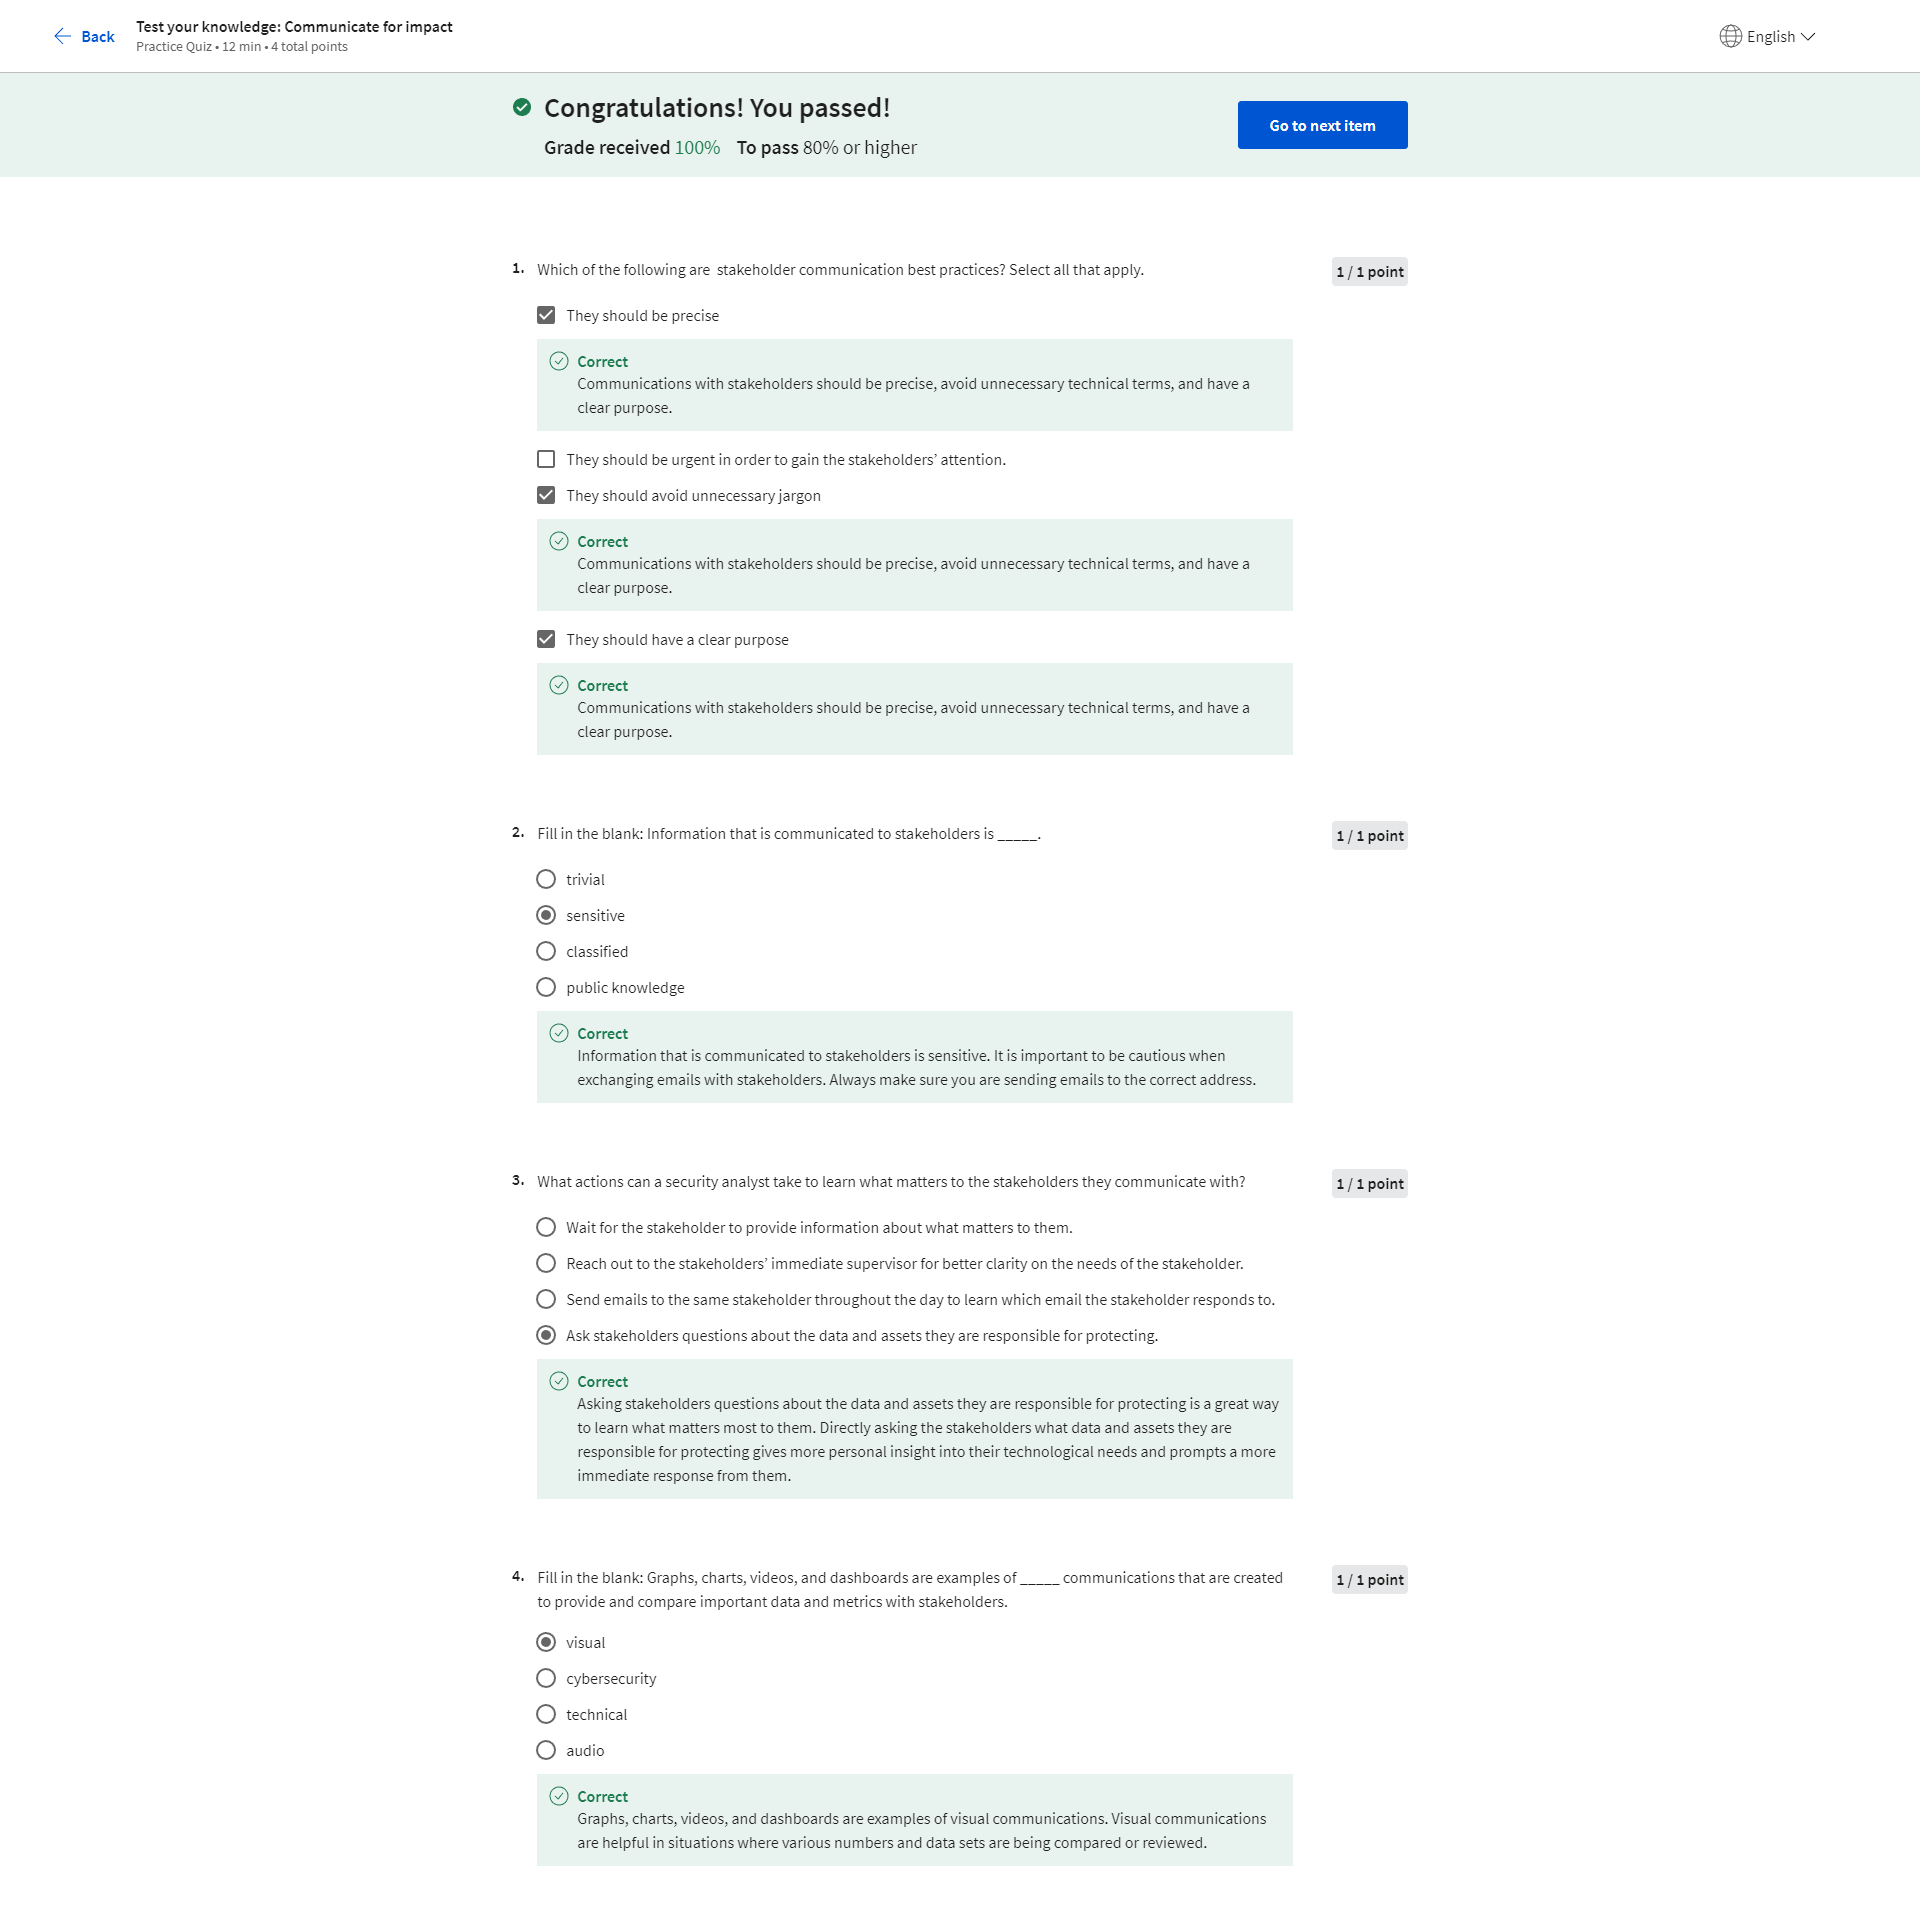 Back
Test your knowledge: Communicate for impact
Practice Quiz • 12 min • 4 total points
English
Congratulations! You passed!
Grade received 100% To pass 80% or higher
Go to next item
1. Which of the following are  stakeholder communication best practices? Select all that apply.
1 / 1 point
They should be precise
Correct
Communications with stakeholders should be precise, avoid unnecessary technical terms, and have a
clear purpose.
They should be urgent in order to gain the stakeholders’ attention.
They should avoid unnecessary jargon
Correct
Communications with stakeholders should be precise, avoid unnecessary technical terms, and have a
clear purpose.
They should have a clear purpose
Correct
Communications with stakeholders should be precise, avoid unnecessary technical terms, and have a
clear purpose.
2. Fill in the blank: Information that is communicated to stakeholders is _____.
1 / 1 point
trivial
sensitive
classified
public knowledge
Correct
Information that is communicated to stakeholders is sensitive. It is important to be cautious when
exchanging emails with stakeholders. Always make sure you are sending emails to the correct address.
3. What actions can a security analyst take to learn what matters to the stakeholders they communicate with?
1 / 1 point
Wait for the stakeholder to provide information about what matters to them.
Reach out to the stakeholders’ immediate supervisor for better clarity on the needs of the stakeholder.
Send emails to the same stakeholder throughout the day to learn which email the stakeholder responds to.
Ask stakeholders questions about the data and assets they are responsible for protecting.
Correct
Asking stakeholders questions about the data and assets they are responsible for protecting is a great way
to learn what matters most to them. Directly asking the stakeholders what data and assets they are
responsible for protecting gives more personal insight into their technological needs and prompts a more
immediate response from them.
4. Fill in the blank: Graphs, charts, videos, and dashboards are examples of _____ communications that are created
to provide and compare important data and metrics with stakeholders.
1 / 1 point
visual
cybersecurity
technical
audio
Correct
Graphs, charts, videos, and dashboards are examples of visual communications. Visual communications
are helpful in situations where various numbers and data sets are being compared or reviewed.